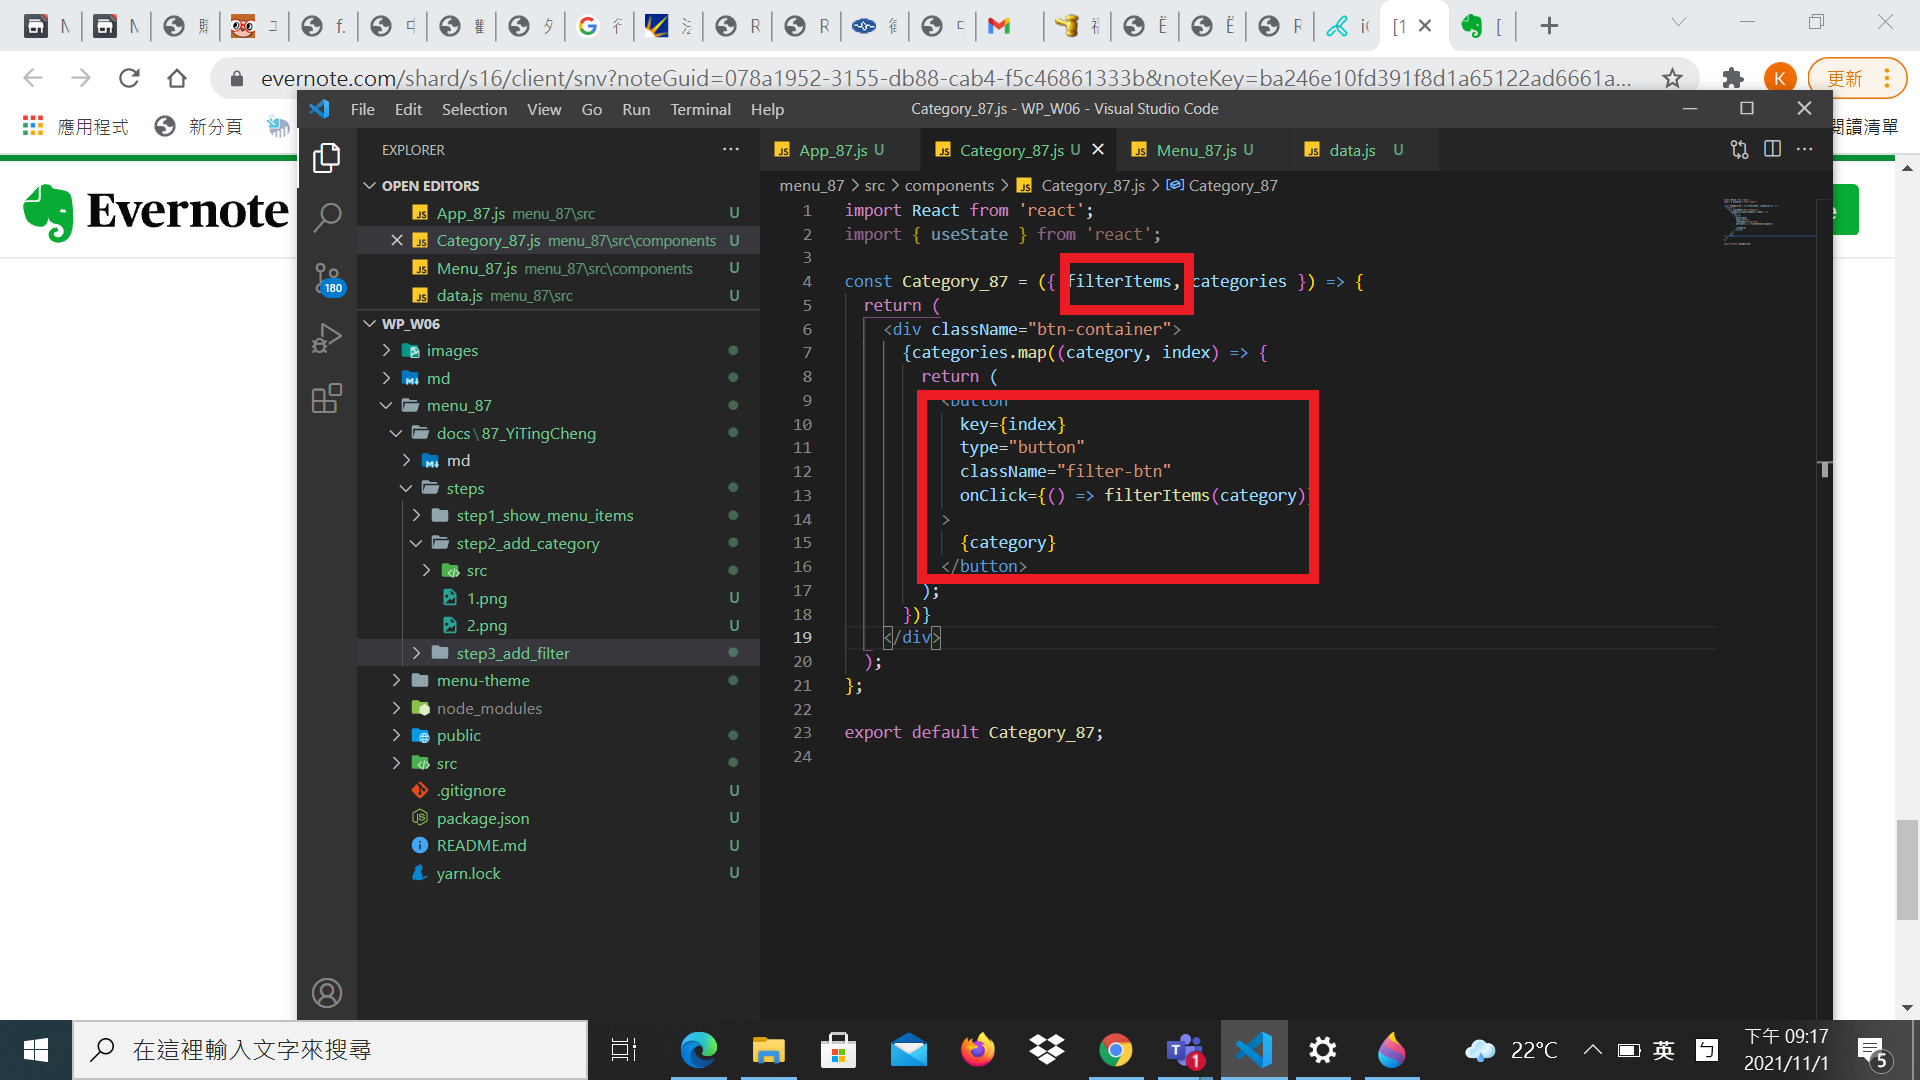 evernote.com/shard/s16/client/snv?noteGuid=078a1952-3155-db88-cab4-f5c46861333b&noteKey=ba246e10fd391f8d1a65122ad6661a...
K
更新
應用程式
新分頁
閱讀清單
Evernote
File Edit Selection View Go Run Terminal Help
Category_87.js - WP_W06 - Visual Studio Code
EXPLORER
App_87.js U
Category_87.js U
Menu_87.js U
data.js U
menu_87 > src > components > Category_87.js > Category_87
OPEN EDITORS
App_87.js menu_87\src U
Category_87.js menu_87\src\components U
Menu_87.js menu_87\src\components U
data.js menu_87\src U
180
WP_W06
images
md
menu_87
docs\87_YiTingCheng
md
steps
step1_show_menu_items
step2_add_category
src
1.png U
2.png U
step3_add_filter
menu-theme
node_modules
public
src
.gitignore U
package.json U
README.md U
yarn.lock U
1 import React from 'react';
2 import { useState } from 'react';
3
4 const Category_87 = ({ filterItems, categories }) => {
5 return (
6 <div className="btn-container">
7 {categories.map((category, index) => {
8 return (
9 <button
10 key={index}
11 type="button"
12 className="filter-btn"
13 onClick={() => filterItems(category)}
14 >
15 {category}
16 </button>
17 );
18 })}
19 </div>
20 );
21 };
22
23 export default Category_87;
24
在這裡輸入文字來搜尋
1
22°C
英
下午 09:17
2021/11/1
5